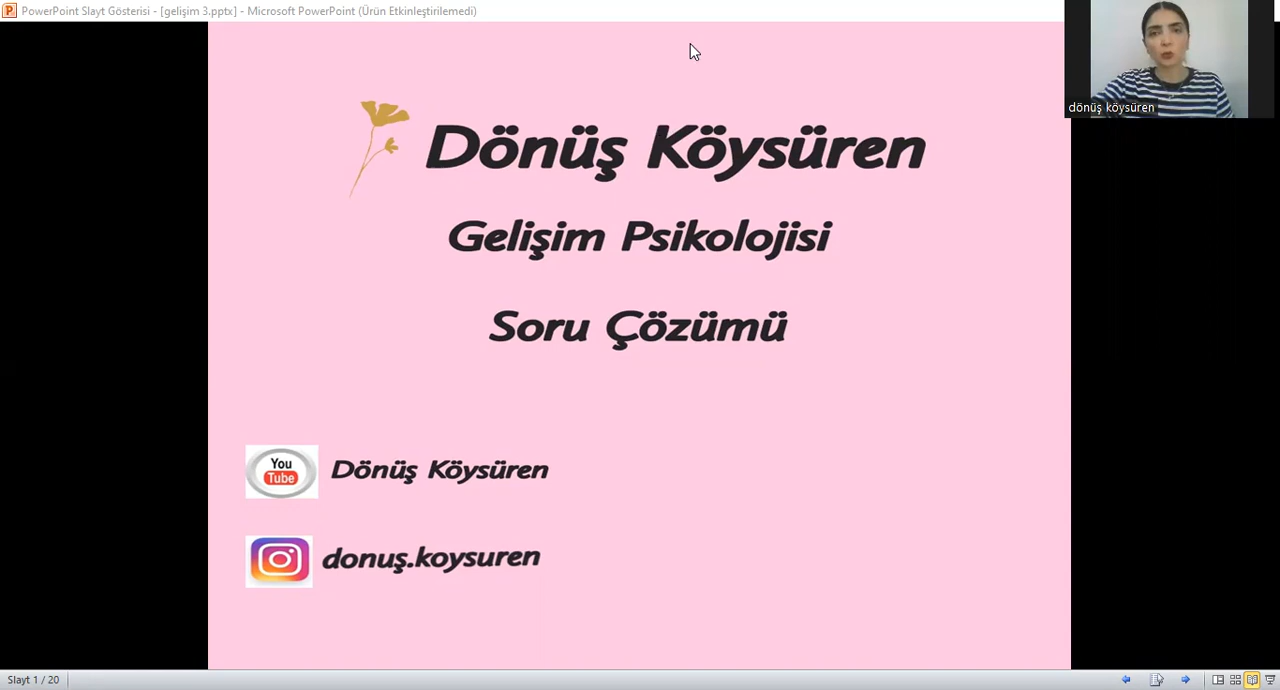 PowerPoint Slayt Gösterisi - [gelişim 3.pptx] - Microsoft PowerPoint (Ürün Etkinleştirilemedi)
dönüş köysüren
Dönüş Köysüren
Gelişim Psikolojisi
Soru Çözümü
You
Tube
Dönüş Köysüren
donuş.koysuren
Slayt 1 / 20